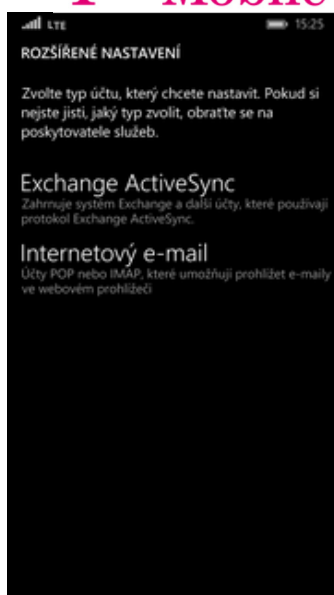 T Mobile
LTE 15:25
ROZŠÍŘENÉ NASTAVENÍ
Zvolte typ účtu, který chcete nastavit. Pokud si
nejste jisti, jaký typ zvolit, obraťte se na
poskytovatele služeb.
Exchange ActiveSync
Zahrnuje systém Exchange a další účty, které používají
protokol Exchange ActiveSync.
Internetový e-mail
Účty POP nebo IMAP, které umožňují prohlížet e-maily
ve webovém prohlížeči